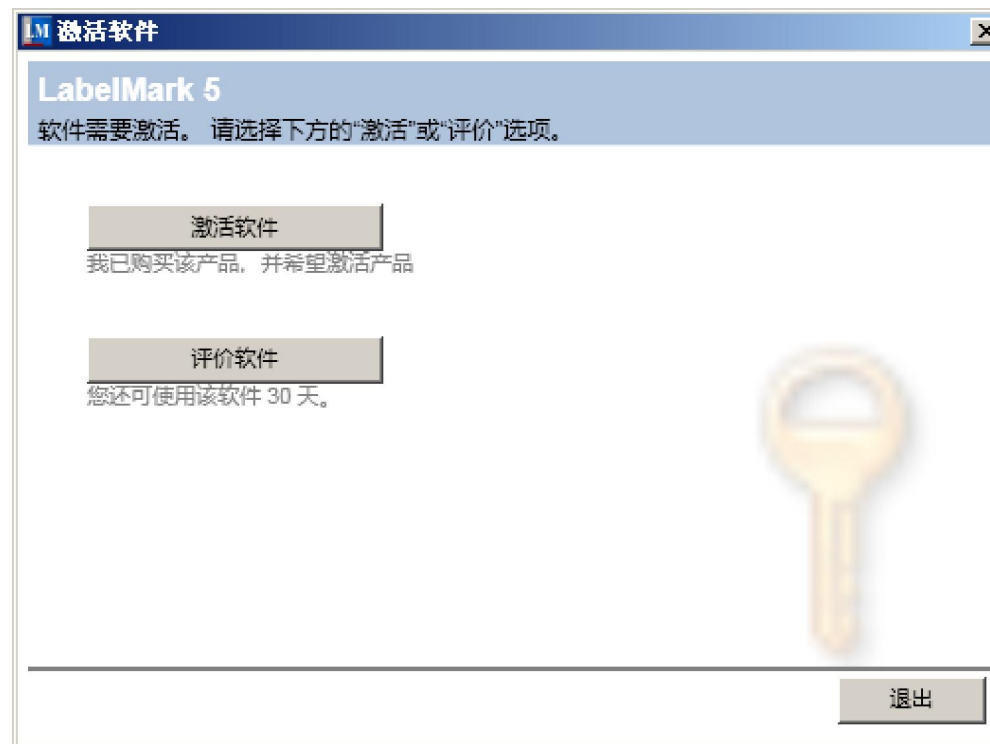 LM 激活软件
LabelMark 5
软件需要激活。 请选择下方的“激活”或“评价”选项。
激活软件
我已购买该产品, 并希望激活产品
评价软件
您还可使用该软件 30 天。
退出